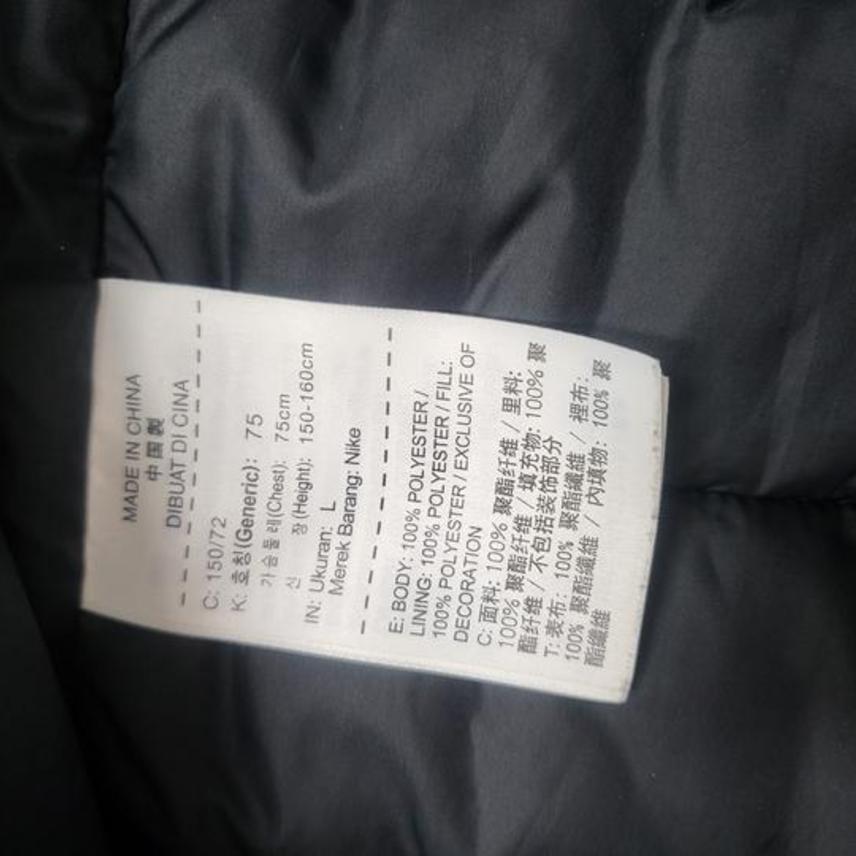 MADE IN CHINA
中国製
DIBUAT DI CINA
C: 150/72
K: 호칭(Generic): 75
가슴둘레(Chest): 75cm
신 장(Height): 150-160cm
IN: Ukuran: L
Merek Barang: Nike
E: BODY: 100% POLYESTER /
LINING: 100% POLYESTER / FILL:
100% POLYESTER / EXCLUSIVE OF
DECORATION
C: 面料: 100% 聚酯纤维 / 里料:
100% 聚酯纤维 / 填充物: 100% 聚
酯纤维 / 不包括装饰部分
T: 表布: 100% 聚酯纖維 / 裡布:
100% 聚酯纖維 / 內填物: 100% 聚
酯纖維